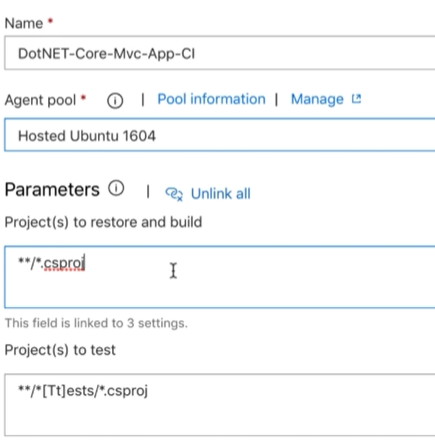 Name *
DotNET-Core-Mvc-App-CI
Agent pool * | Pool information | Manage
Hosted Ubuntu 1604
Parameters | Unlink all
Project(s) to restore and build
**/*.csproj
This field is linked to 3 settings.
Project(s) to test
**/*[Tt]ests/*.csproj